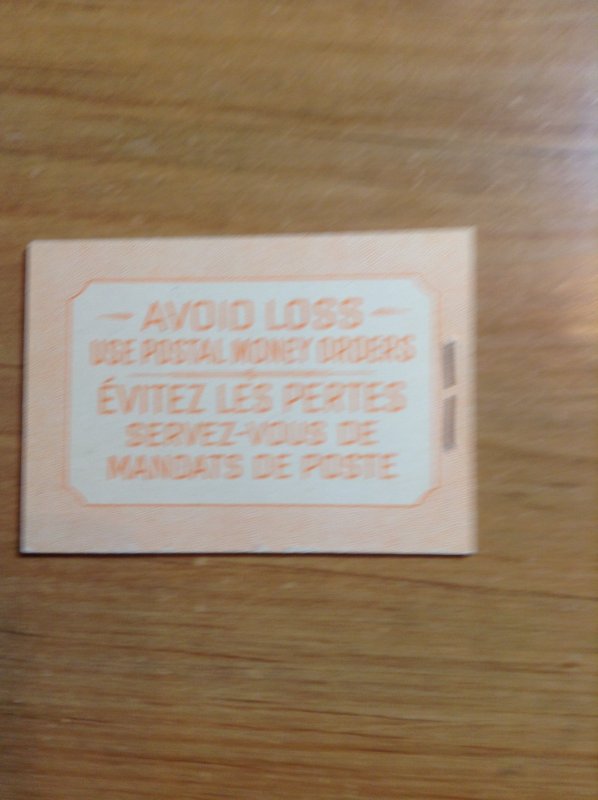 AVOID LOSS
USE POSTAL MONEY ORDERS
ÉVITEZ LES PERTES
SERVEZ-VOUS DE
MANDATS DE POSTE